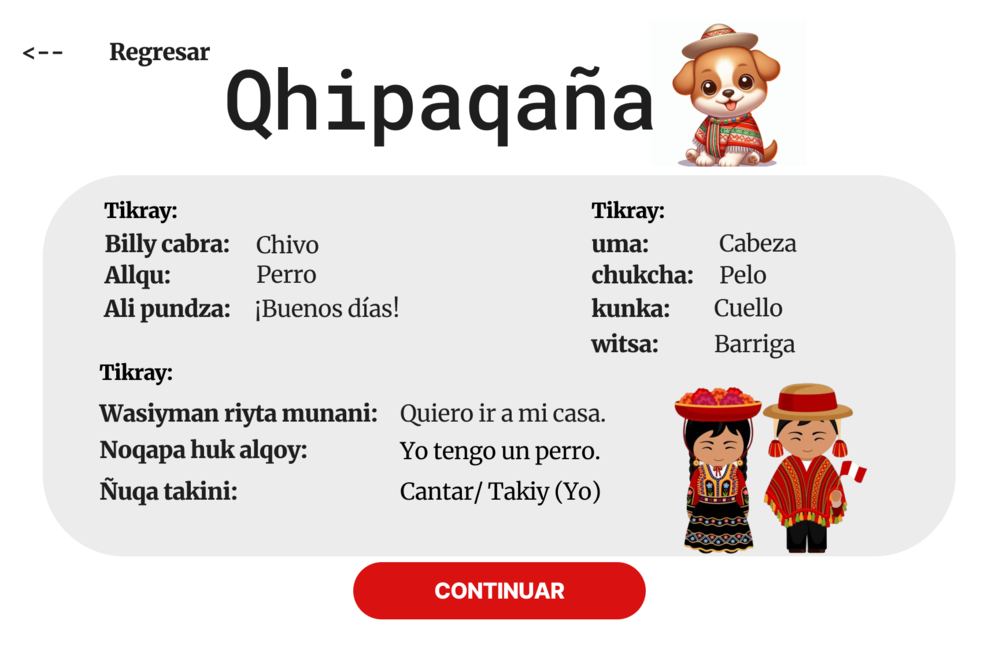 <-- Regresar
Qhipaqaña
Tikray:
Billy cabra: Chivo
Allqu: Perro
Ali pundza: ¡Buenos días!
Tikray:
uma: Cabeza
chukcha: Pelo
kunka: Cuello
witsa: Barriga
Tikray:
Wasiyman riyta munani: Quiero ir a mi casa.
Noqapa huk alqoy: Yo tengo un perro.
Ñuqa takini: Cantar/ Takiy (Yo)
CONTINUAR